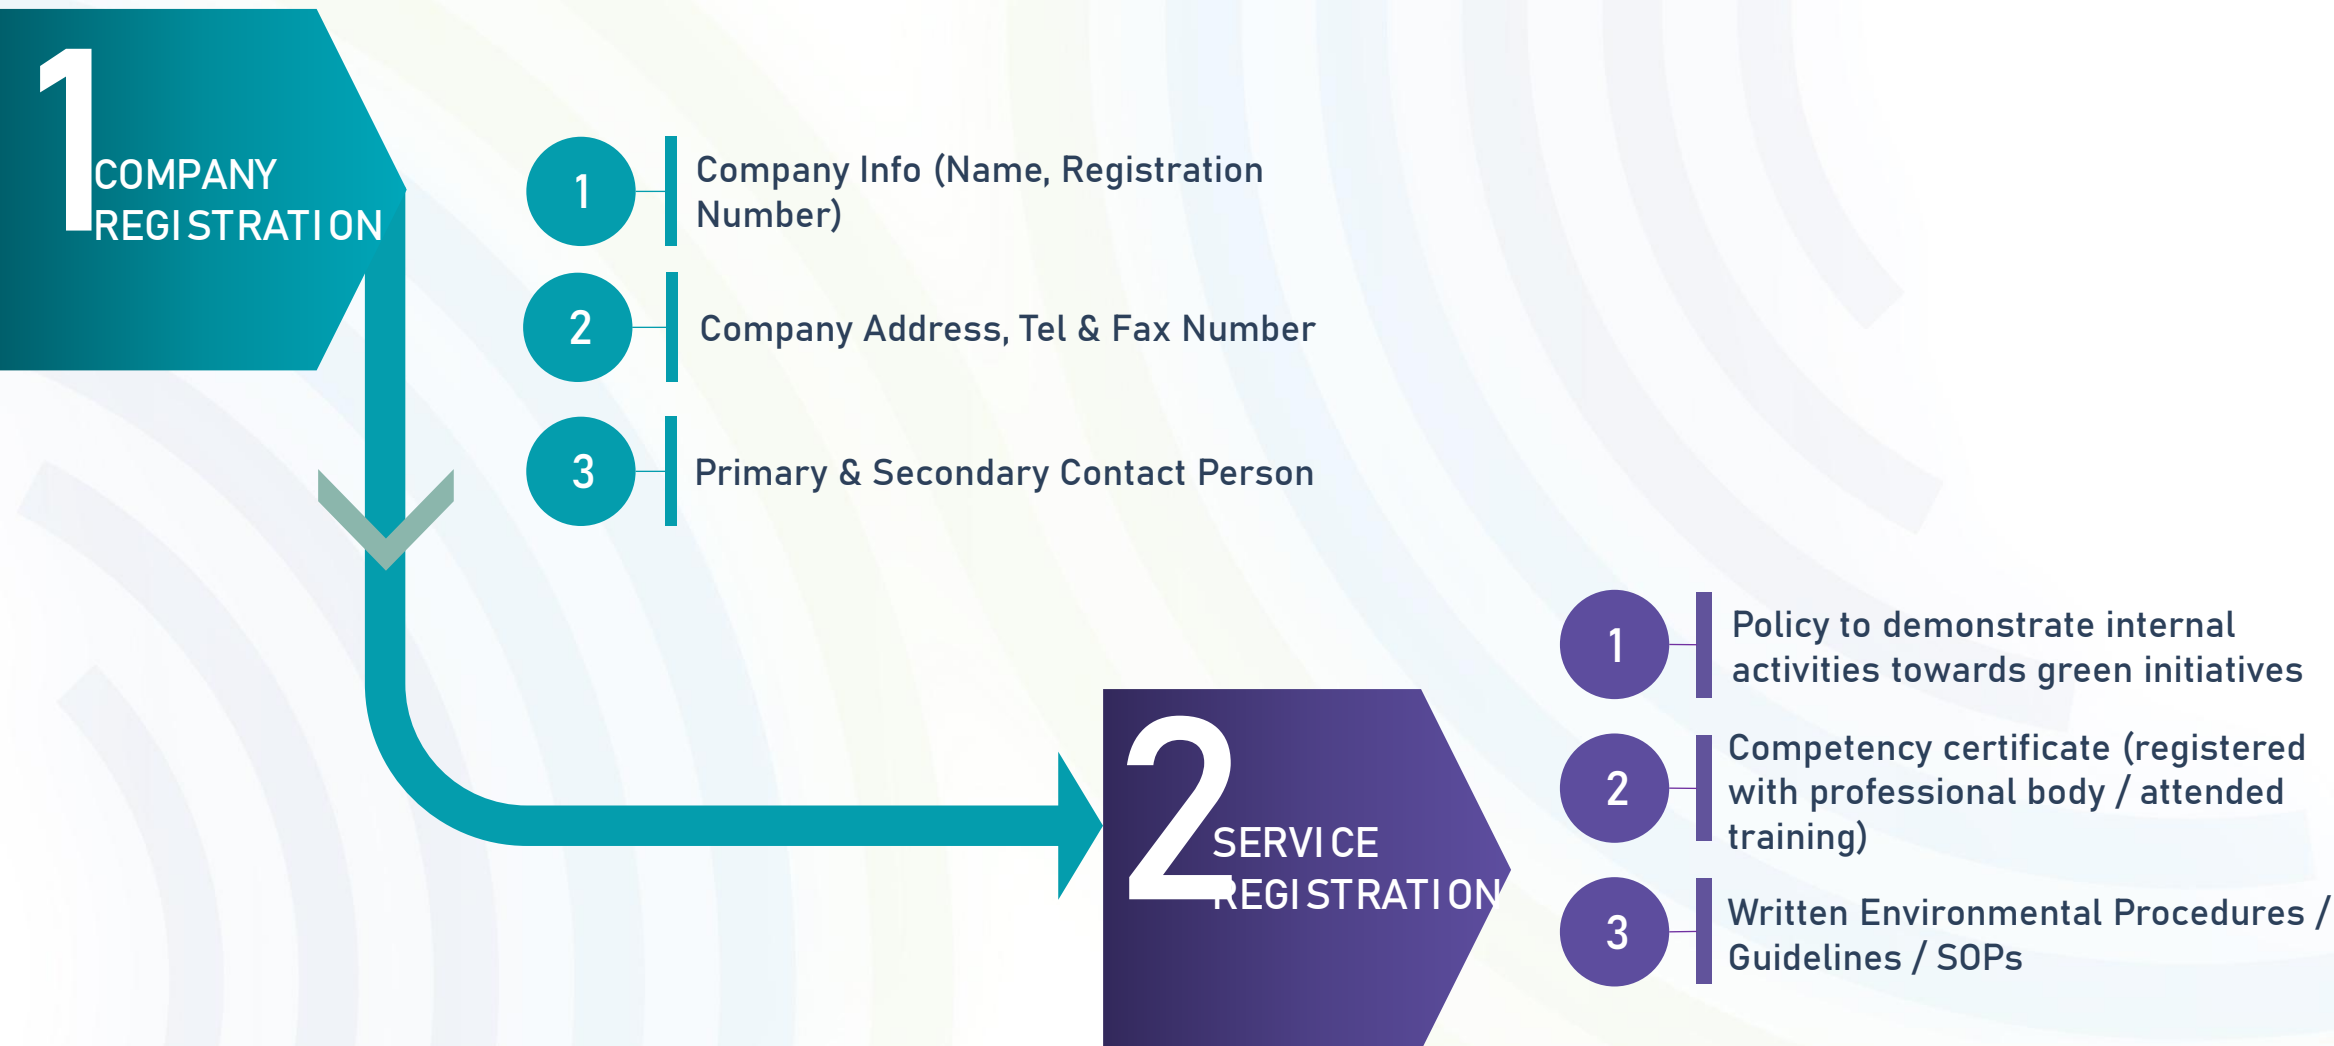 1
COMPANY
REGISTRATION
1
Company Info (Name, Registration
Number)
2
Company Address, Tel & Fax Number
3
Primary & Secondary Contact Person
2
SERVICE
REGISTRATION
1
Policy to demonstrate internal
activities towards green initiatives
2
Competency certificate (registered
with professional body / attended
training)
3
Written Environmental Procedures /
Guidelines / SOPs